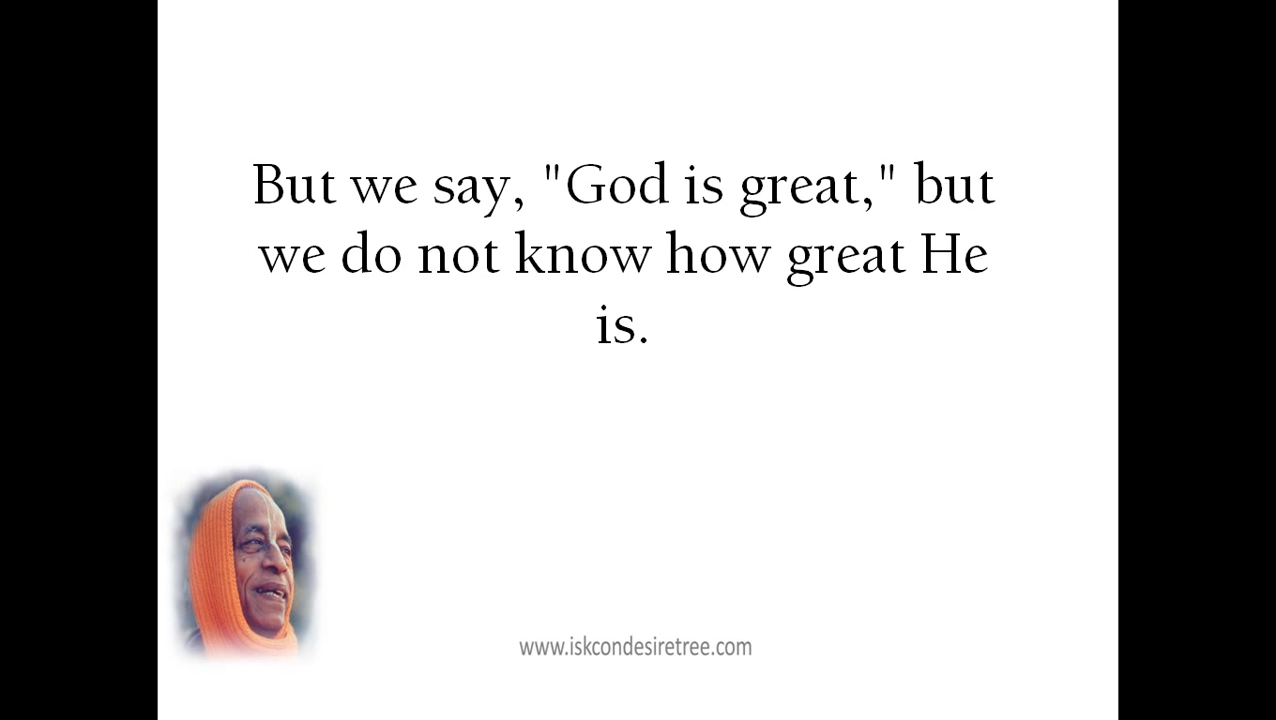 But we say, "God is great," but
we do not know how great He
is.
www.iskcondesiretree.com